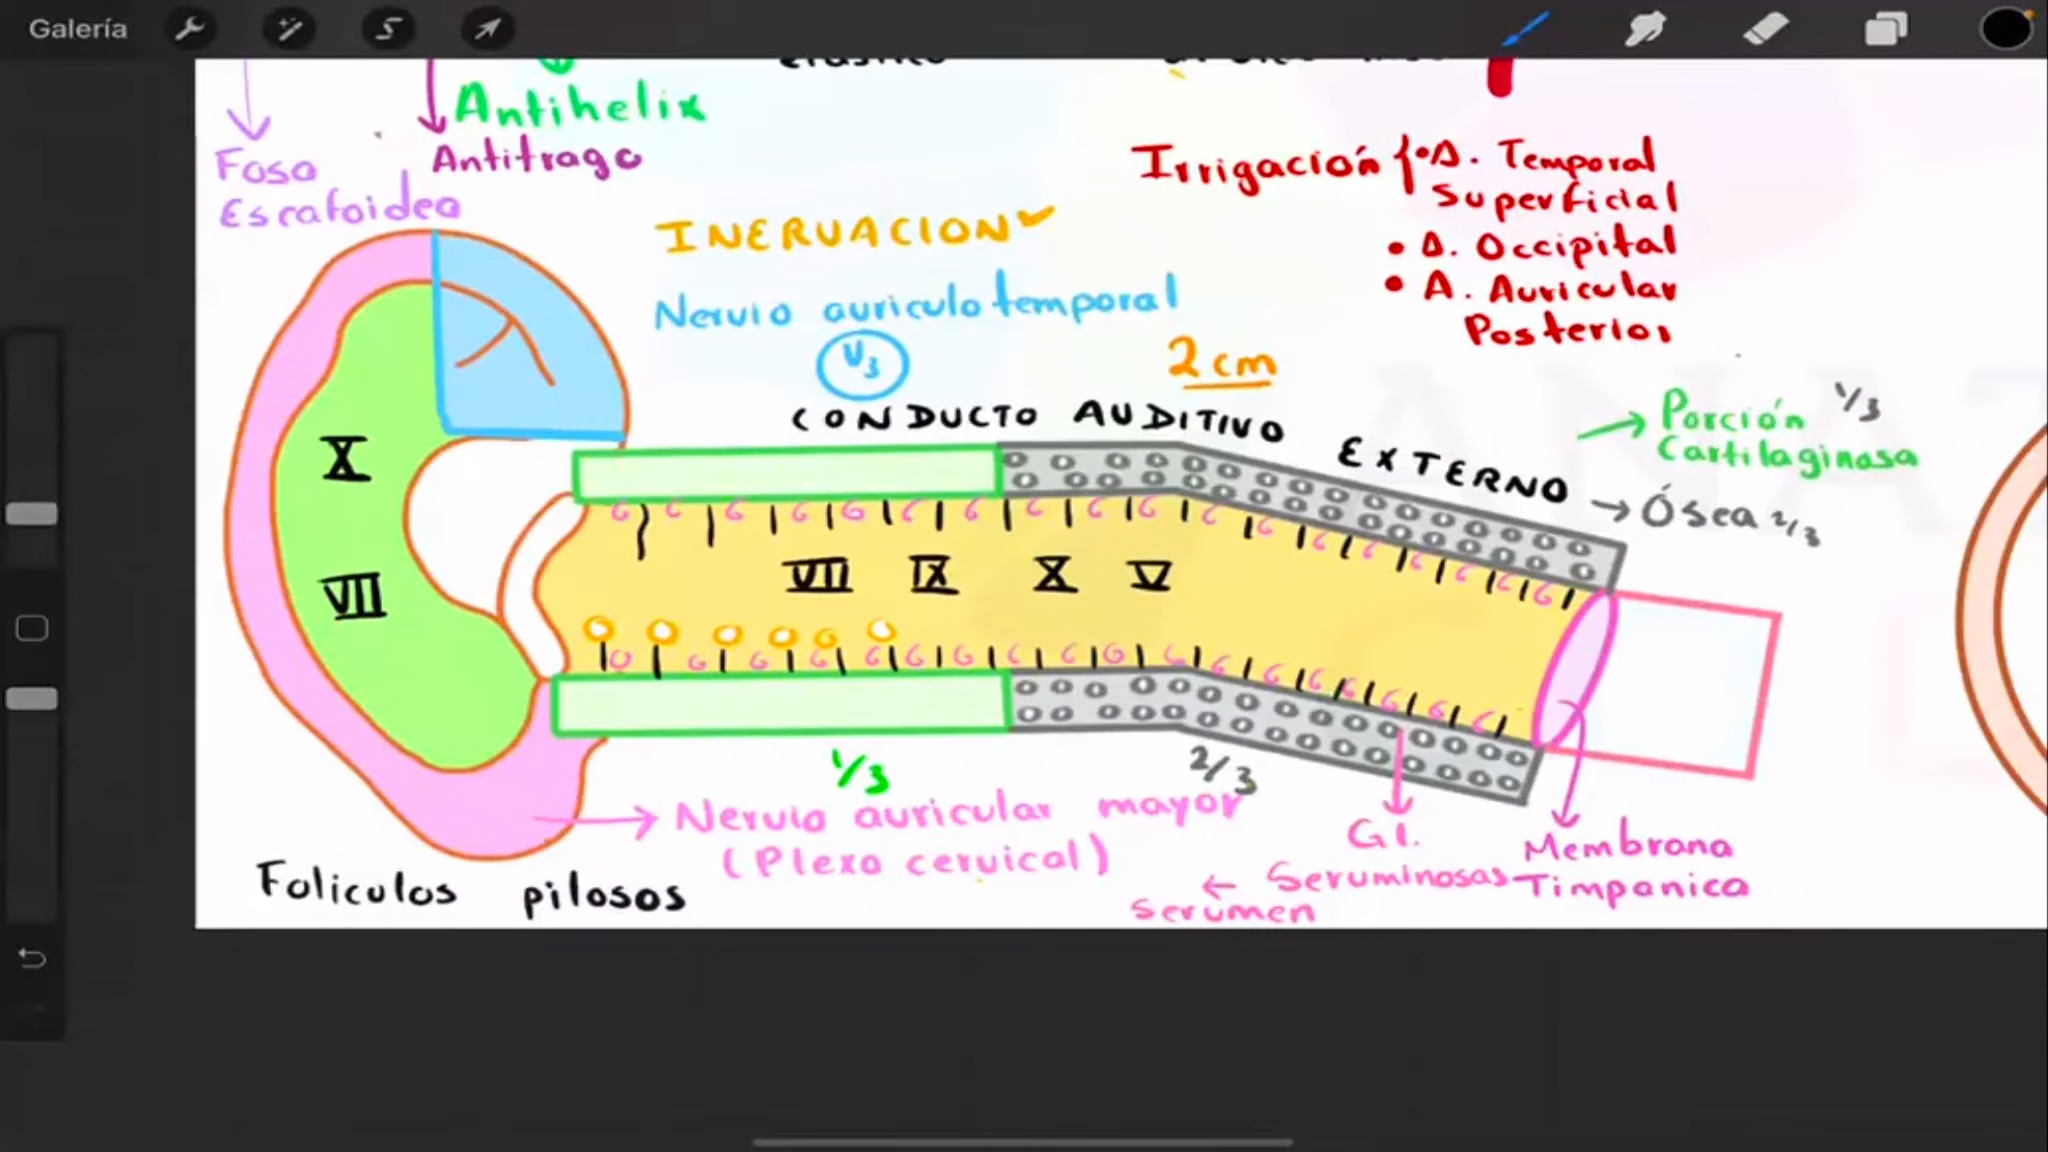 Galería
Antihelix
Antitrago
Fosa
Escafoidea
Irrigación
• A. Temporal
Superficial
• A. Occipital
• A. Auricular
Posterior
INERVACION
Nervio auriculo temporal
V3
2 cm
CONDUCTO AUDITIVO EXTERNO
Porción 1/3
Cartilaginosa
Ósea 2/3
X
VII
VII IX X V
1/3
2/3
Nervio auricular mayor
(Plexo cervical)
Gl.
Seruminosas
serumen
Membrana
Timpanica
Foliculos pilosos